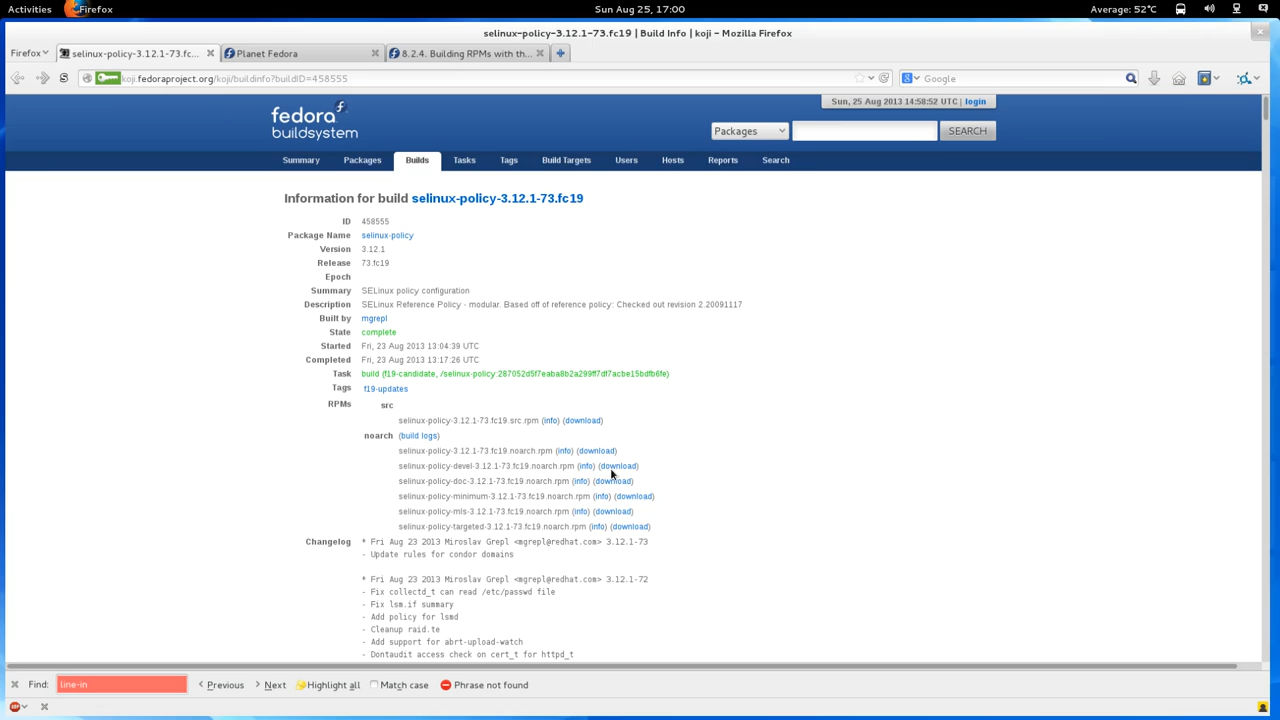 Activities Firefox Sun Aug 25, 17:00 Average: 52°C
selinux-policy-3.12.1-73.fc19 | Build Info | koji - Mozilla Firefox
Firefox selinux-policy-3.12.1-73.fc... Planet Fedora 8.2.4. Building RPMs with th...
koji.fedoraproject.org/koji/buildinfo?buildID=458555 Google
Sun, 25 Aug 2013 14:58:52 UTC | login
fedora
buildsystem
Packages SEARCH
Summary Packages Builds Tasks Tags Build Targets Users Hosts Reports Search
Information for build selinux-policy-3.12.1-73.fc19
ID 458555
Package Name selinux-policy
Version 3.12.1
Release 73.fc19
Epoch
Summary SELinux policy configuration
Description SELinux Reference Policy - modular. Based off of reference policy: Checked out revision 2.20091117
Built by mgrepl
State complete
Started Fri, 23 Aug 2013 13:04:39 UTC
Completed Fri, 23 Aug 2013 13:17:26 UTC
Task build (f19-candidate, /selinux-policy:287052d5f7eaba8b2a299ff7df7acbe15bdfb6fe)
Tags f19-updates
RPMs src
selinux-policy-3.12.1-73.fc19.src.rpm (info) (download)
noarch (build logs)
selinux-policy-3.12.1-73.fc19.noarch.rpm (info) (download)
selinux-policy-devel-3.12.1-73.fc19.noarch.rpm (info) (download)
selinux-policy-doc-3.12.1-73.fc19.noarch.rpm (info) (download)
selinux-policy-minimum-3.12.1-73.fc19.noarch.rpm (info) (download)
selinux-policy-mls-3.12.1-73.fc19.noarch.rpm (info) (download)
selinux-policy-targeted-3.12.1-73.fc19.noarch.rpm (info) (download)
Changelog * Fri Aug 23 2013 Miroslav Grepl <mgrepl@redhat.com> 3.12.1-73
- Update rules for condor domains
* Fri Aug 23 2013 Miroslav Grepl <mgrepl@redhat.com> 3.12.1-72
- Fix collectd_t can read /etc/passwd file
- Fix lsm.if summary
- Add policy for lsmd
- Cleanup raid.te
- Add support for abrt-upload-watch
- Dontaudit access check on cert_t for httpd_t
Find: line-in Previous Next Highlight all Match case Phrase not found